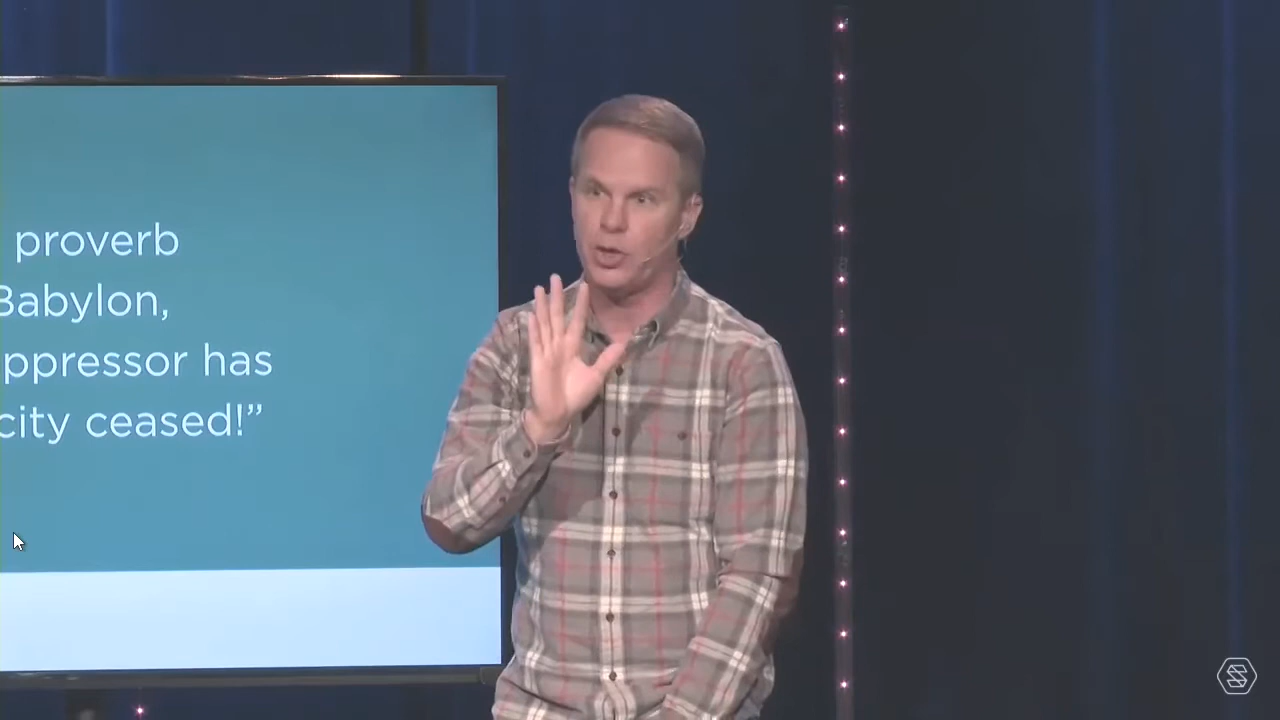 proverb
Babylon,
ppressor has
city ceased!”